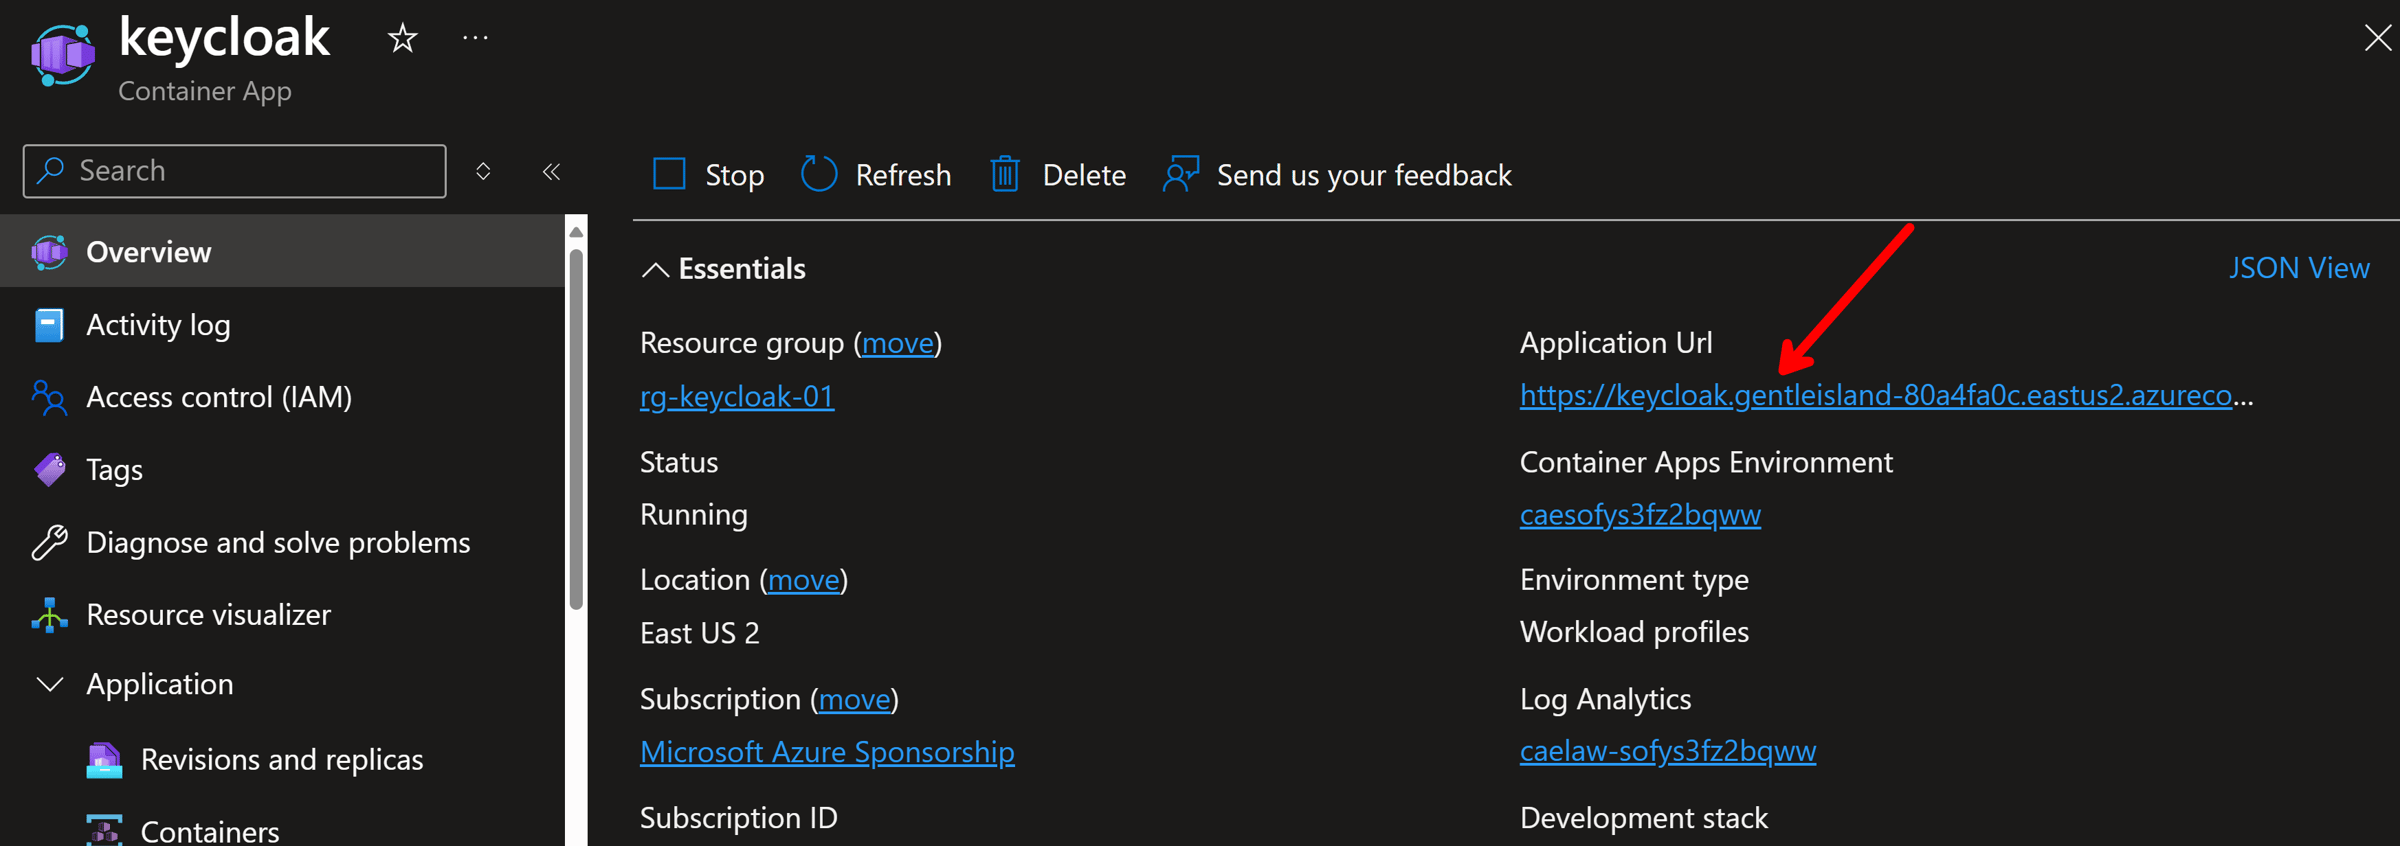 keycloak
Container App
Search
Stop
Refresh
Delete
Send us your feedback
Overview
Activity log
Access control (IAM)
Tags
Diagnose and solve problems
Resource visualizer
Application
Revisions and replicas
Containers
Essentials
JSON View
Resource group (move)
rg-keycloak-01
Status
Running
Location (move)
East US 2
Subscription (move)
Microsoft Azure Sponsorship
Subscription ID
Application Url
https://keycloak.gentleisland-80a4fa0c.eastus2.azureco...
Container Apps Environment
caesofys3fz2bqww
Environment type
Workload profiles
Log Analytics
caelaw-sofys3fz2bqww
Development stack